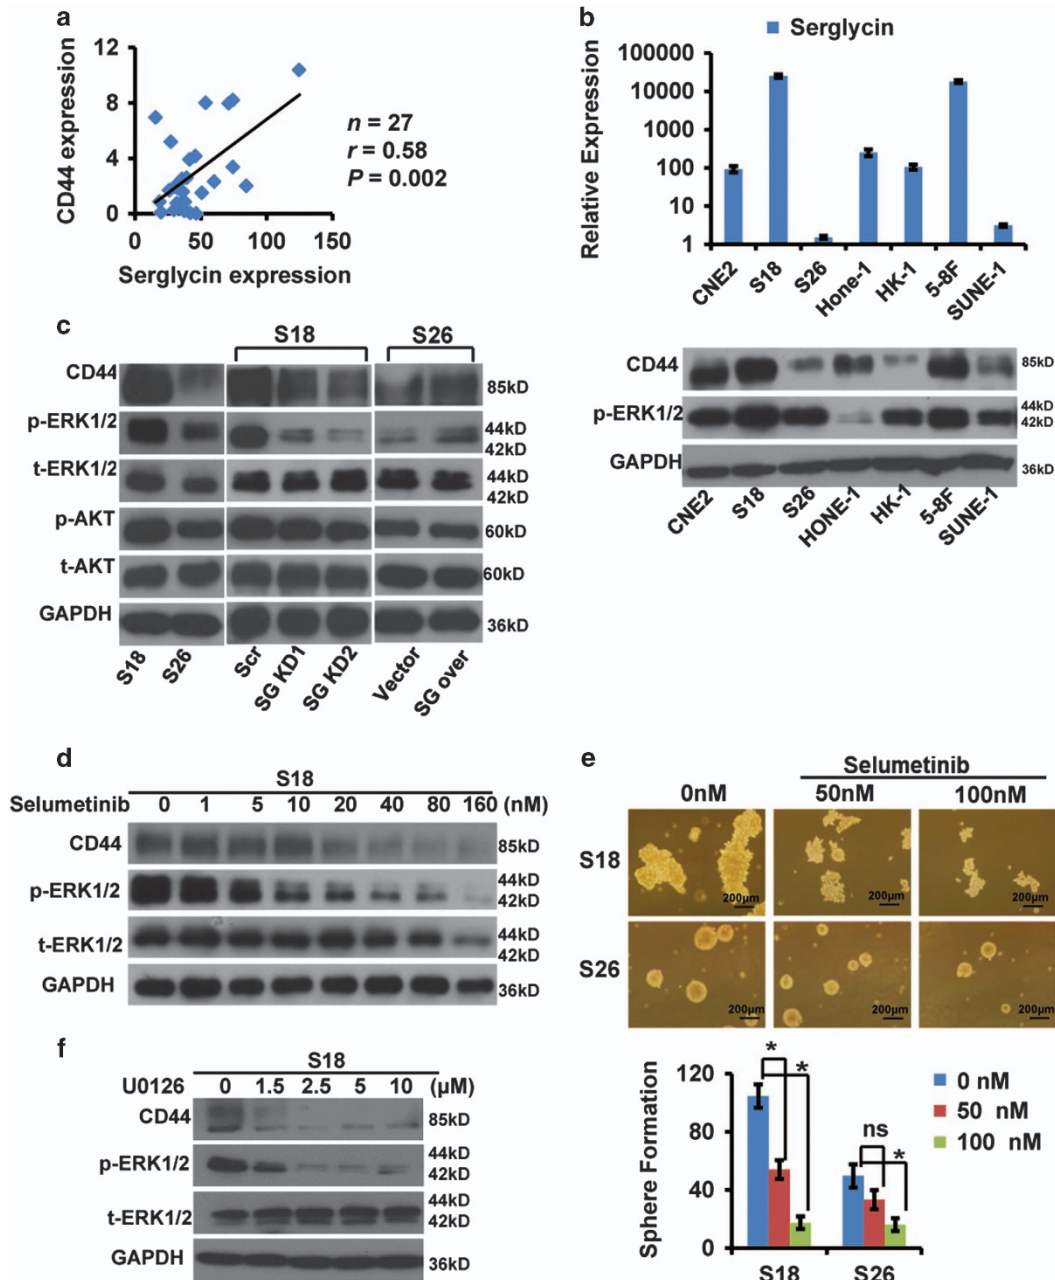 a
CD44 expression
12
8
4
0
0 50 100 150
Serglycin expression
n = 27
r = 0.58
P = 0.002
b
Serglycin
Relative Expression
100000
10000
1000
100
10
1
CNE2 S18 S26 Hone-1 HK-1 5-8F SUNE-1
CD44 85kD
p-ERK1/2 44kD
42kD
GAPDH 36kD
CNE2 S18 S26 HONE-1 HK-1 5-8F SUNE-1
c
S18 S26
CD44 85kD
p-ERK1/2 44kD
42kD
t-ERK1/2 44kD
42kD
p-AKT 60kD
t-AKT 60kD
GAPDH 36kD
S18 S26 Scr SG KD1 SG KD2 Vector SG over
d
S18
Selumetinib 0 1 5 10 20 40 80 160 (nM)
CD44 85kD
p-ERK1/2 44kD
42kD
t-ERK1/2 44kD
42kD
GAPDH 36kD
e
Selumetinib
0nM 50nM 100nM
S18
200µm 200µm 200µm
S26
200µm 200µm 200µm
Sphere Formation
120
80
40
0
* *
ns *
0 nM
50 nM
100 nM
S18 S26
f
S18
U0126 0 1.5 2.5 5 10 (µM)
CD44 85kD
p-ERK1/2 44kD
42kD
t-ERK1/2 44kD
42kD
GAPDH 36kD